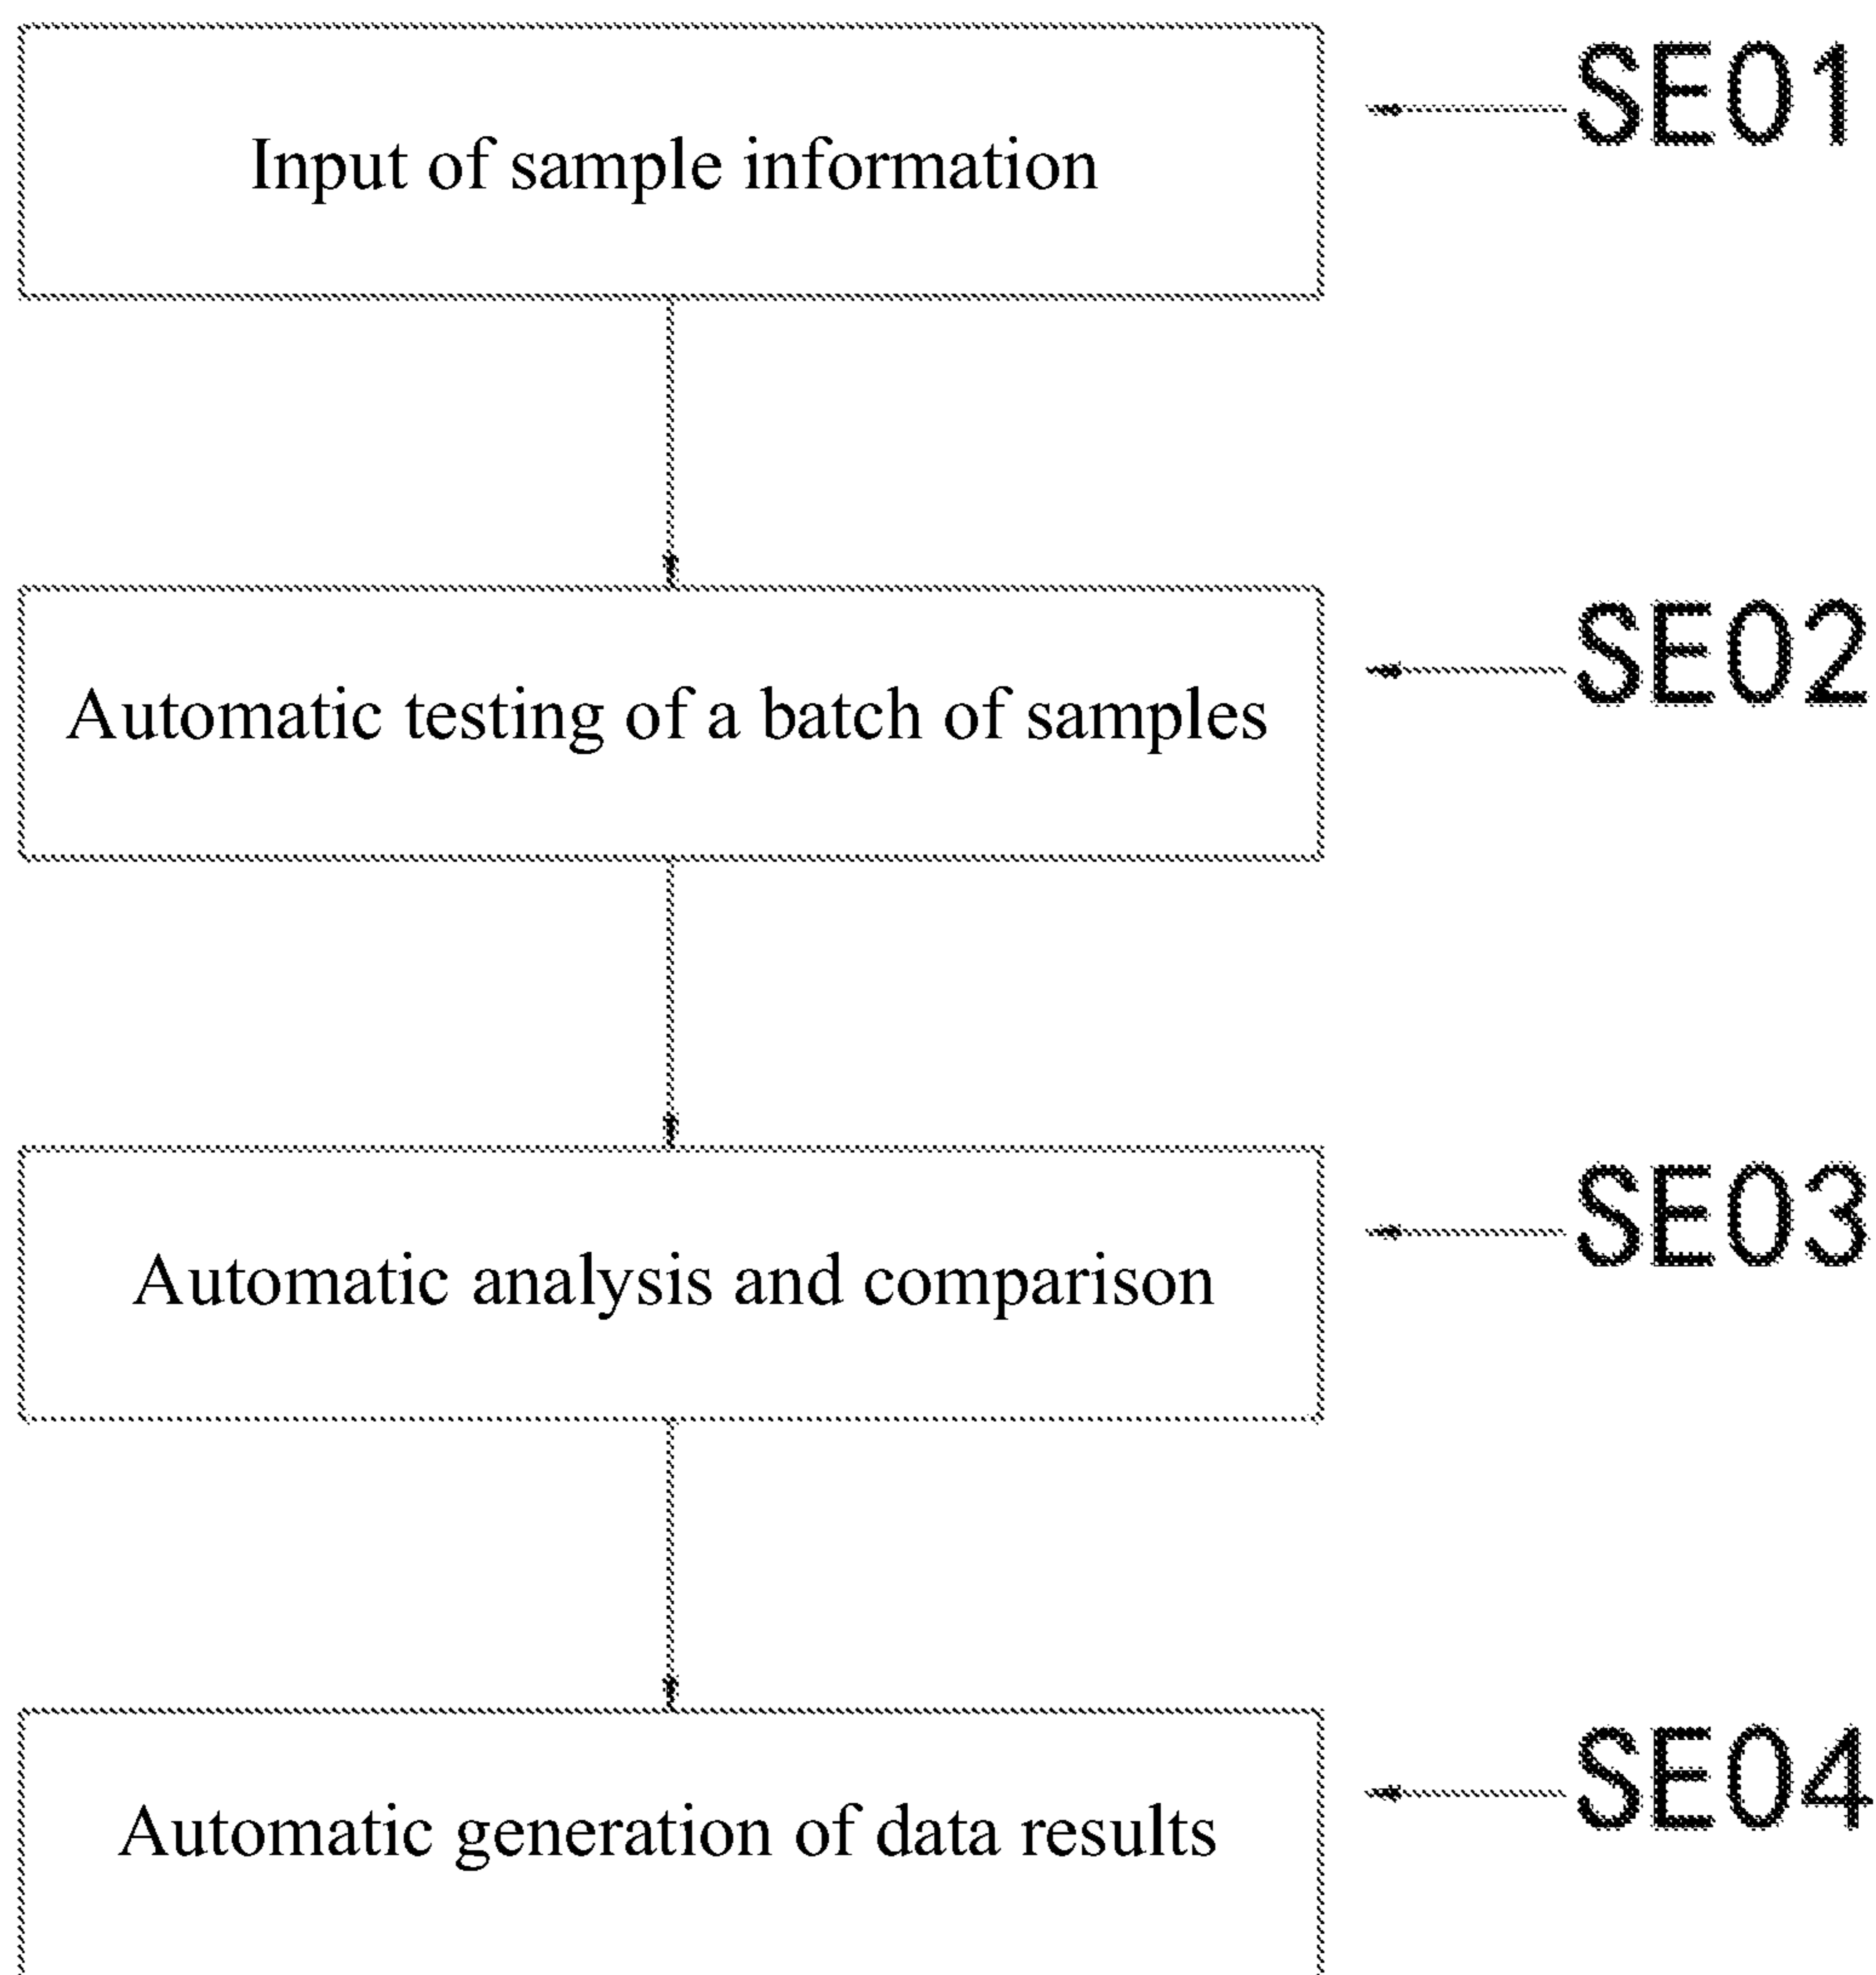 Input of sample information
SE01
Automatic testing of a batch of samples
SE02
Automatic analysis and comparison
SE03
Automatic generation of data results
SE04